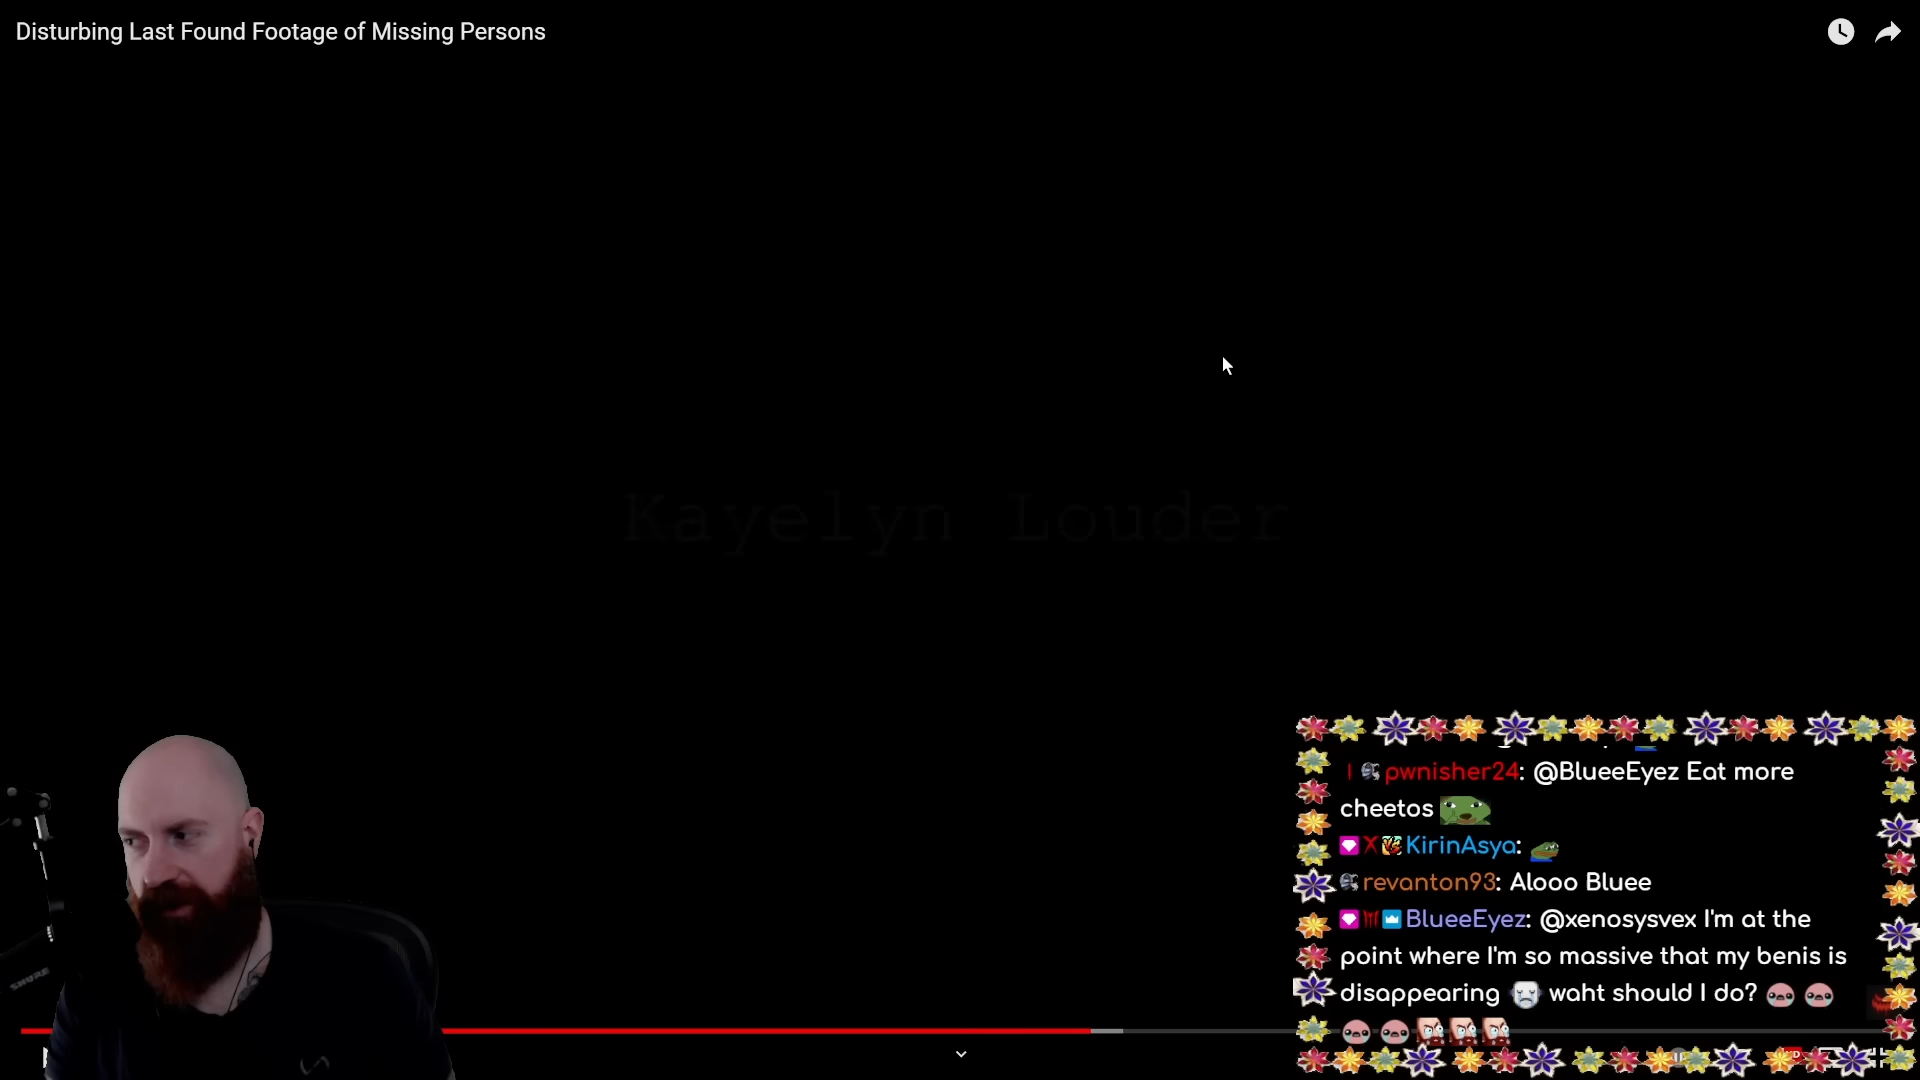 Disturbing Last Found Footage of Missing Persons
Kayelyn Louder
pwnisher24: @BlueeEyez Eat more
cheetos
KirinAsya:
revanton93: Alooo Bluee
BlueeEyez: @xenosysvex I'm at the
point where I'm so massive that my benis is
disappearing waht should I do?
SHURE